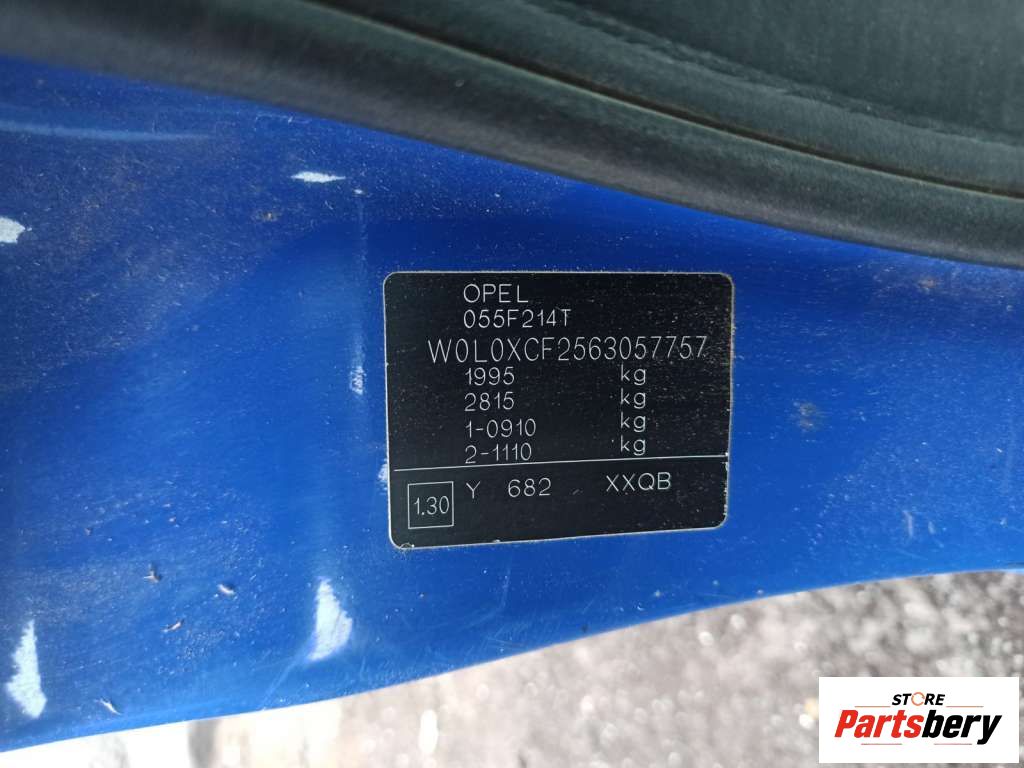 OPEL
055F214T
W0L0XCF2563057757
1995 kg
2815 kg
1-0910 kg
2-1110 kg
1.30 Y 682 XXQB
STORE
Partsbery